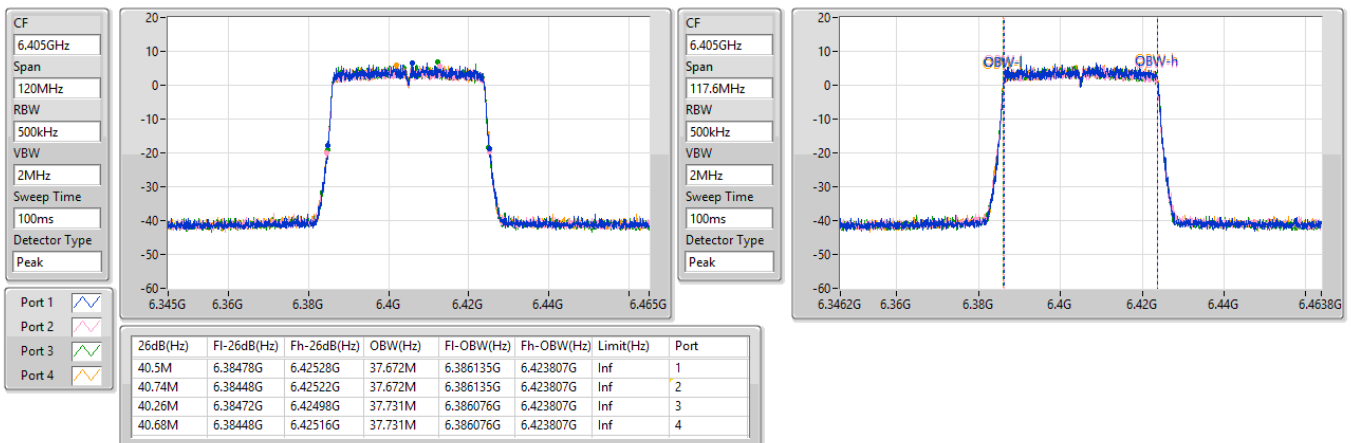 CF
6.405GHz
Span
120MHz
RBW
500kHz
VBW
2MHz
Sweep Time
100ms
Detector Type
Peak
20
10
0
-10
-20
-30
-40
-50
-60
6.345G 6.36G 6.38G 6.4G 6.42G 6.44G 6.465G
CF
6.405GHz
Span
117.6MHz
RBW
500kHz
VBW
2MHz
Sweep Time
100ms
Detector Type
Peak
20
10
0
-10
-20
-30
-40
-50
-60
OBW-l OBW-h
6.3462G 6.36G 6.38G 6.4G 6.42G 6.44G 6.4638G
Port 1
Port 2
Port 3
Port 4
26dB(Hz) Fl-26dB(Hz) Fh-26dB(Hz) OBW(Hz) Fl-OBW(Hz) Fh-OBW(Hz) Limit(Hz) Port
40.5M 6.38478G 6.42528G 37.672M 6.386135G 6.423807G Inf 1
40.74M 6.38448G 6.42522G 37.672M 6.386135G 6.423807G Inf 2
40.26M 6.38472G 6.42498G 37.731M 6.386076G 6.423807G Inf 3
40.68M 6.38448G 6.42516G 37.731M 6.386076G 6.423807G Inf 4